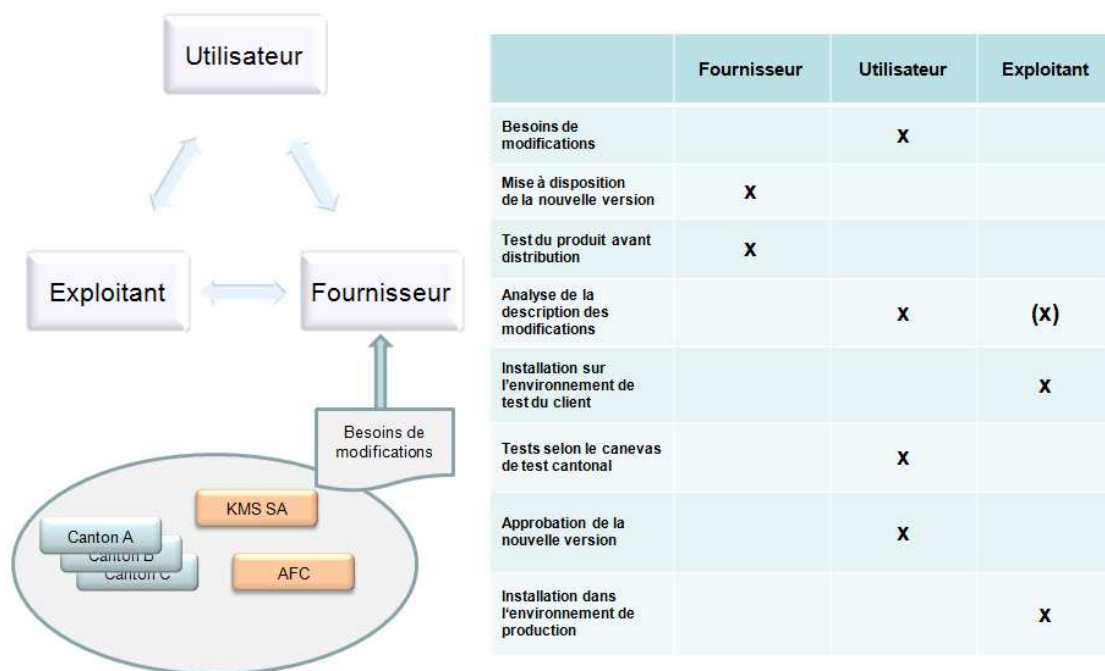 Utilisateur
Exploitant
Fournisseur
Besoins de
modifications
KMS SA
Canton A
Canton B
Canton C
AFC
Fournisseur Utilisateur Exploitant
Besoins de
modifications
x
Mise à disposition
de la nouvelle version
x
Test du produit avant
distribution
x
Analyse de la
description des
modifications
x (x)
Installation sur
l'environnement de
test du client
x
Tests selon le canevas
de test cantonal
x
Approbation de la
nouvelle version
x
Installation dans
l‘environnement de
production
x